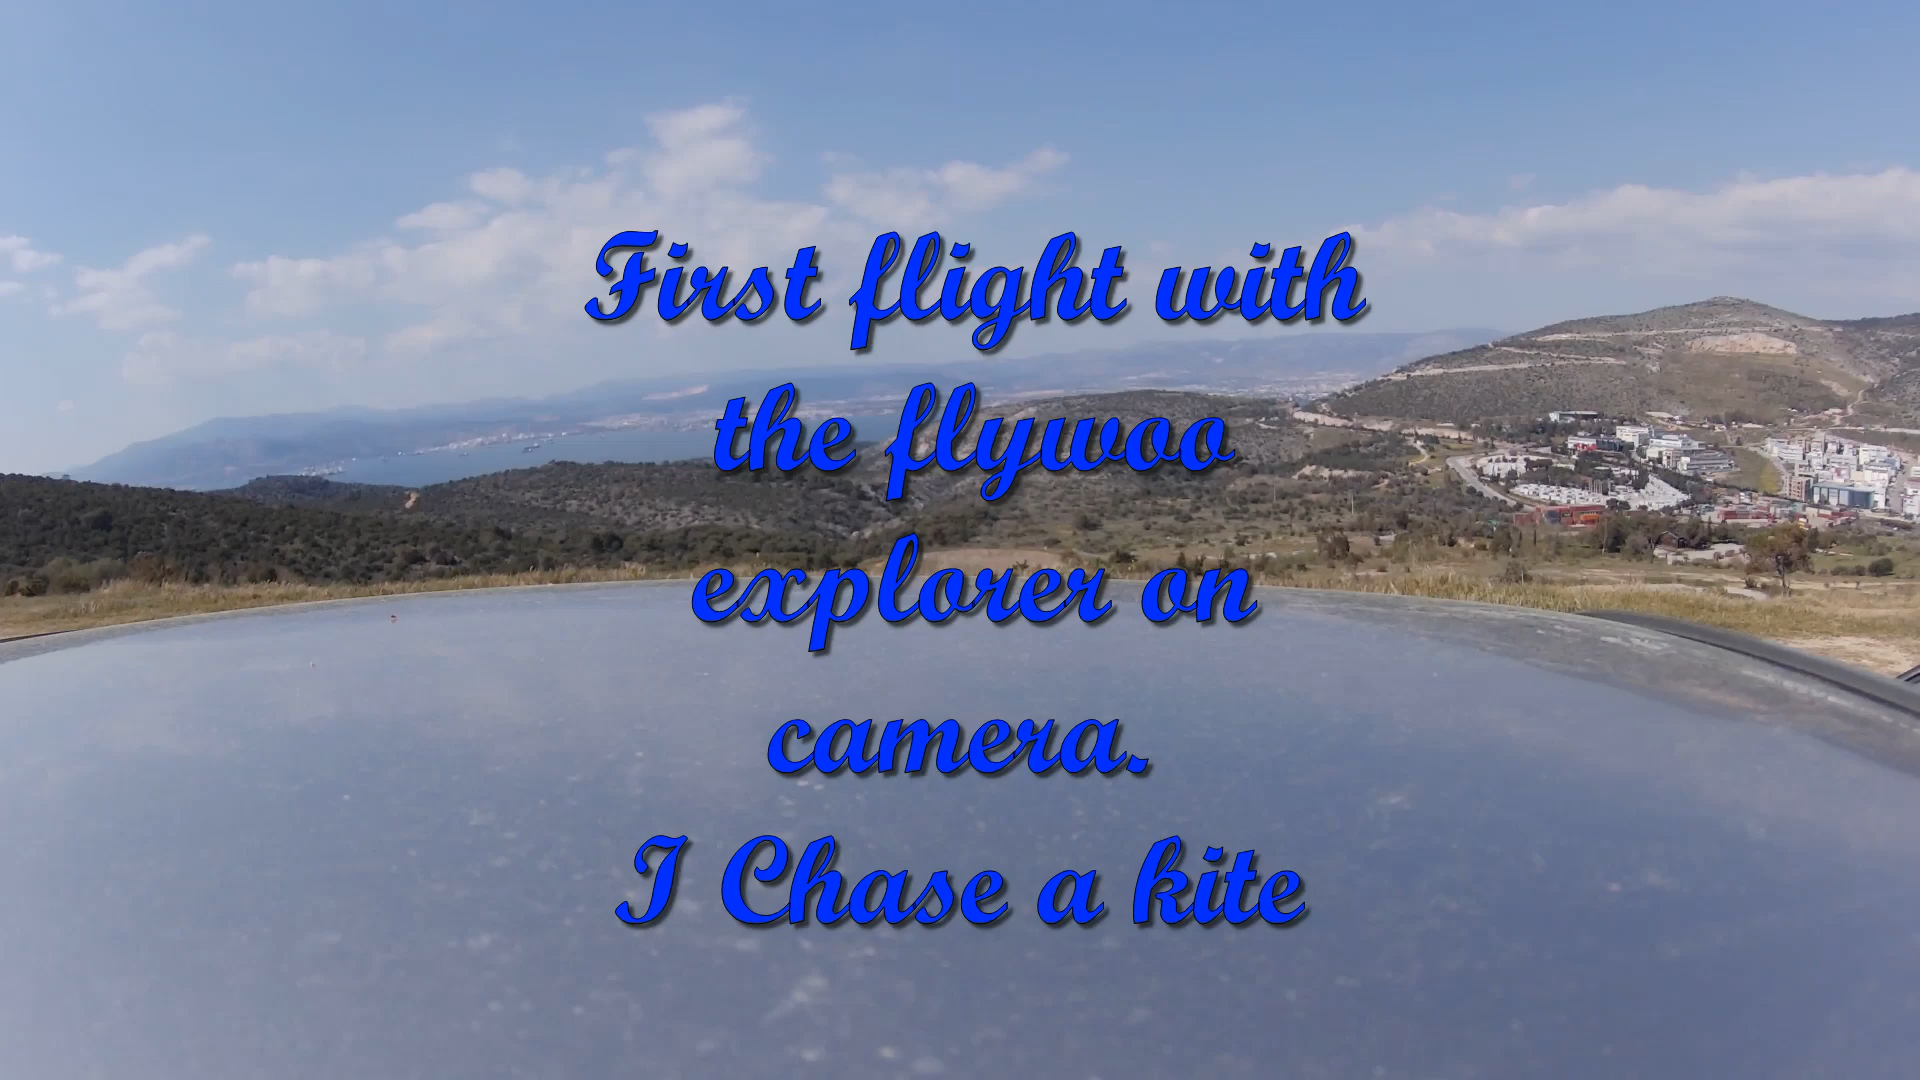 First flight with
the flywoo
explorer on
camera.
I Chase a kite